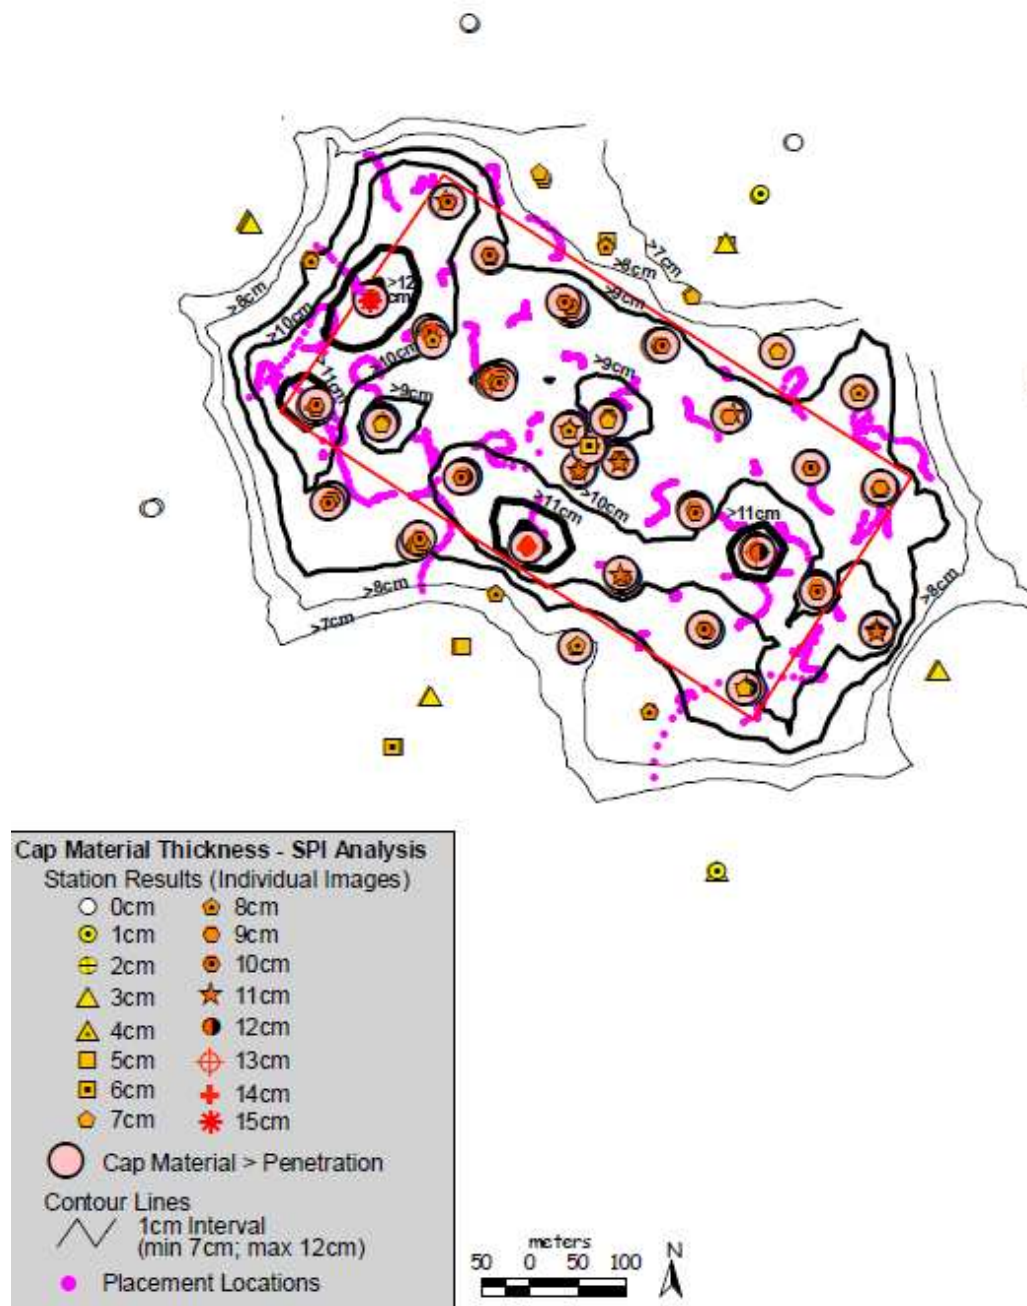 >7cm
>8cm
>9cm
>12
cm
>8cm
>10cm
>10cm
>11cm
>9cm
>9cm
>11cm
>10cm
>11cm
>8cm
>8cm
>7cm
Cap Material Thickness - SPI Analysis
Station Results (Individual Images)
0cm 8cm
1cm 9cm
2cm 10cm
3cm 11cm
4cm 12cm
5cm 13cm
6cm 14cm
7cm 15cm
Cap Material > Penetration
Contour Lines
1cm Interval
(min 7cm; max 12cm)
Placement Locations
meters
50 0 50 100
N